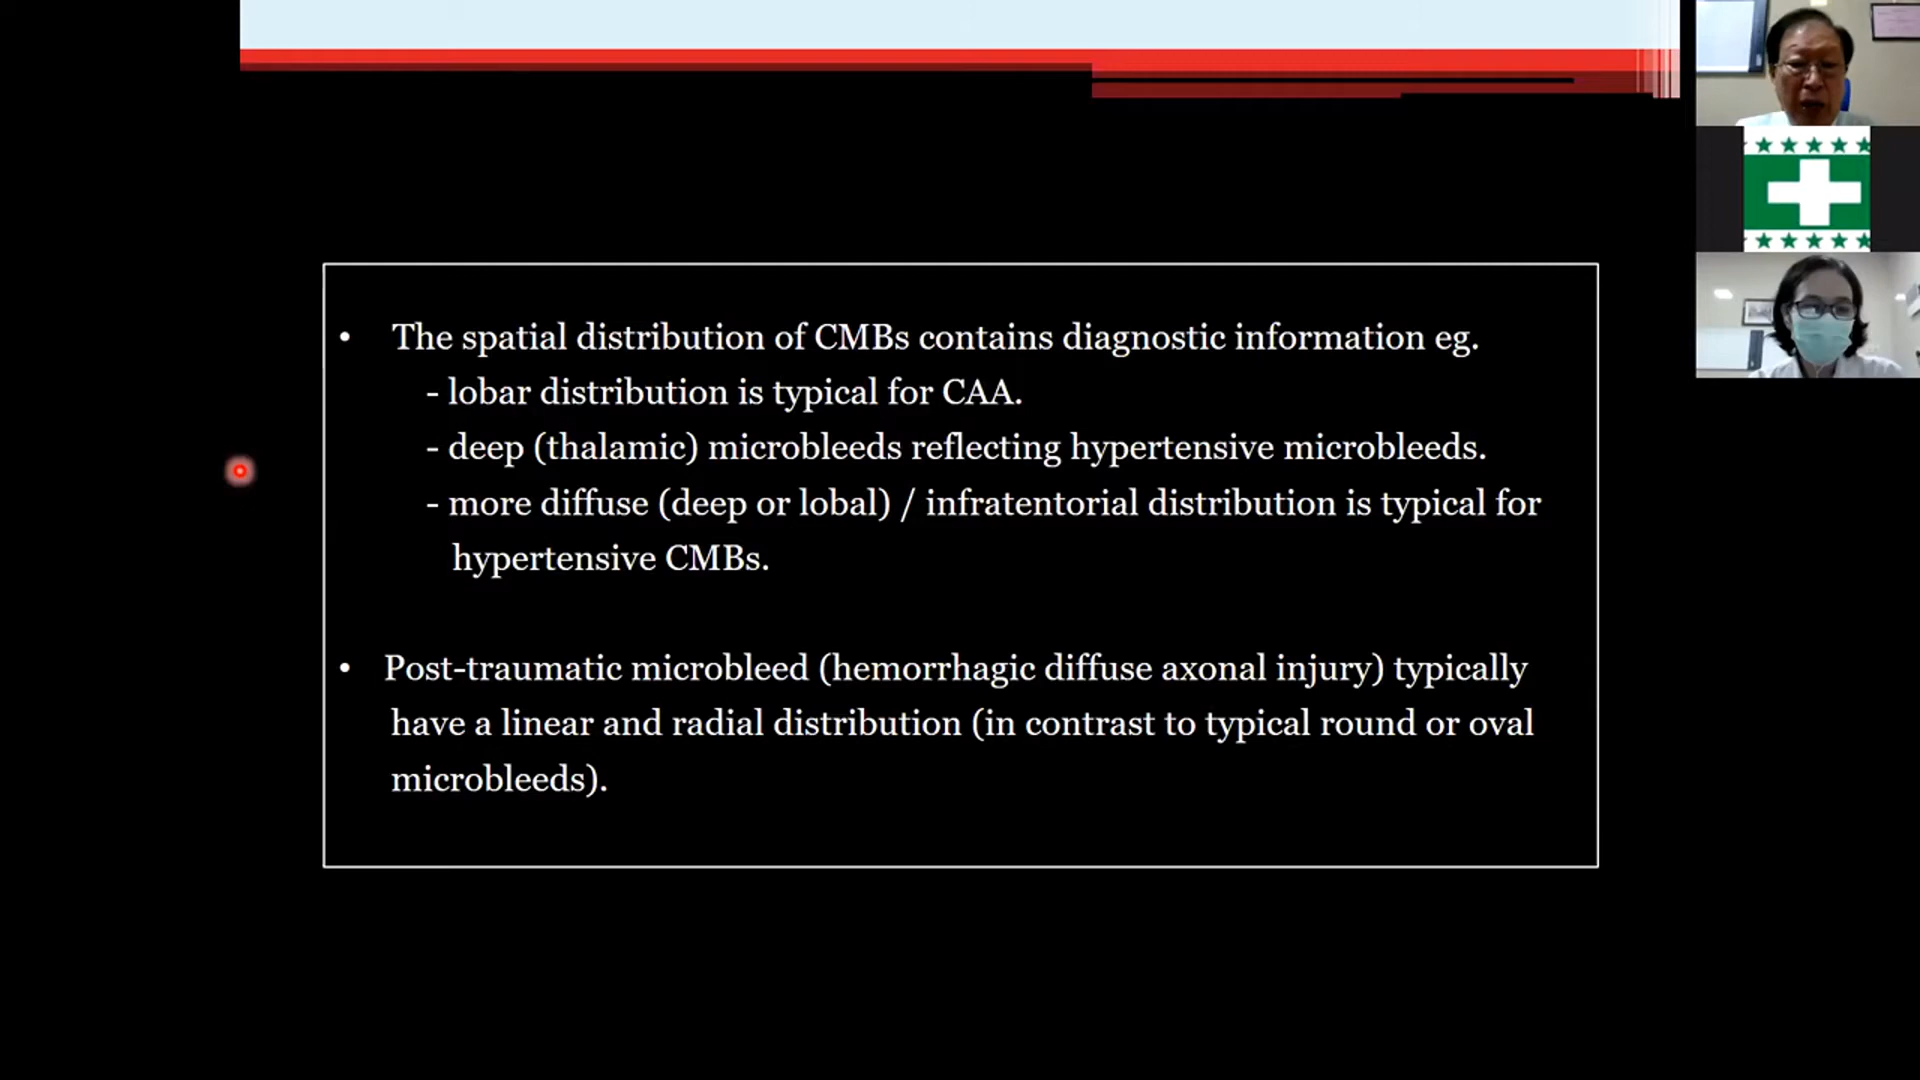 • The spatial distribution of CMBs contains diagnostic information eg.
- lobar distribution is typical for CAA.
- deep (thalamic) microbleeds reflecting hypertensive microbleeds.
- more diffuse (deep or lobal) / infratentorial distribution is typical for
hypertensive CMBs.
• Post-traumatic microbleed (hemorrhagic diffuse axonal injury) typically
have a linear and radial distribution (in contrast to typical round or oval
microbleeds).